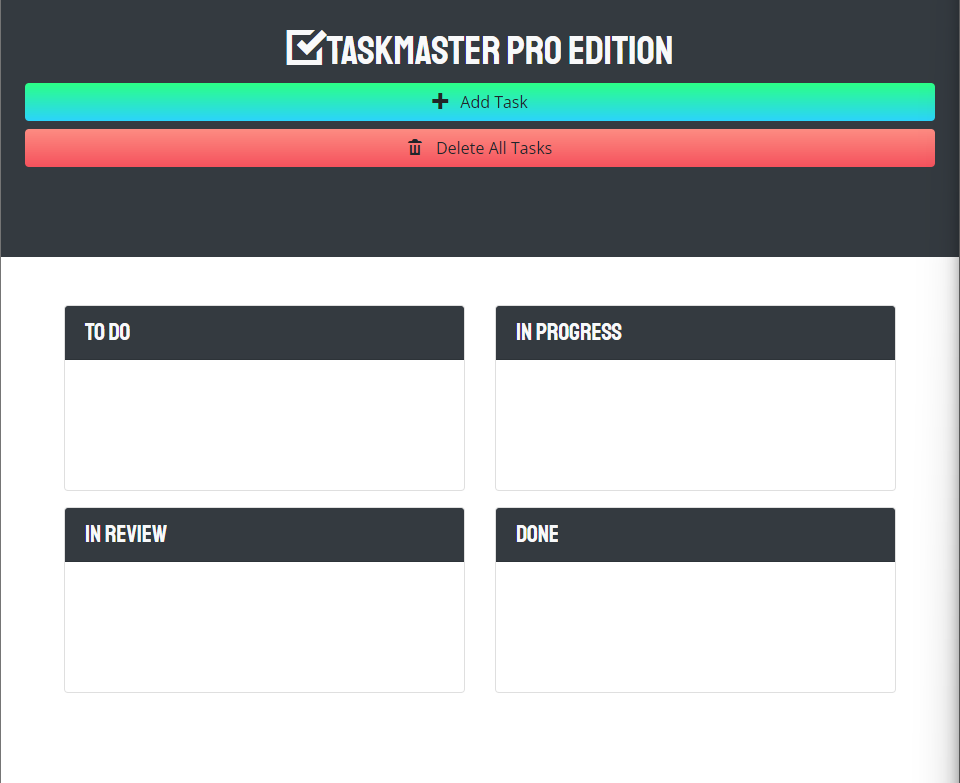 TASKMASTER PRO EDITION
Add Task
Delete All Tasks
TO DO
IN PROGRESS
IN REVIEW
DONE